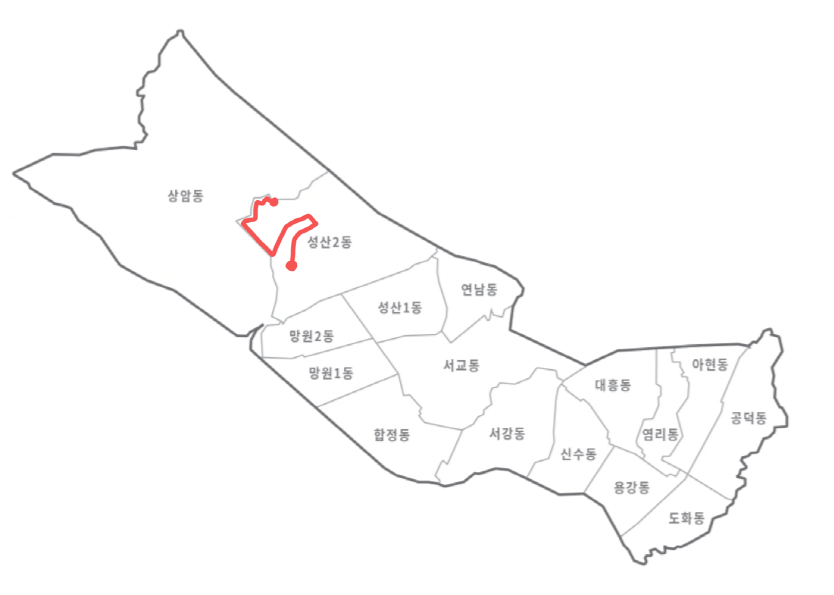 상암동
성산2동
연남동
성산1동
망원2동
서교동
망원1동
아현동
대흥동
공덕동
합정동
서강동
염리동
신수동
용강동
도화동